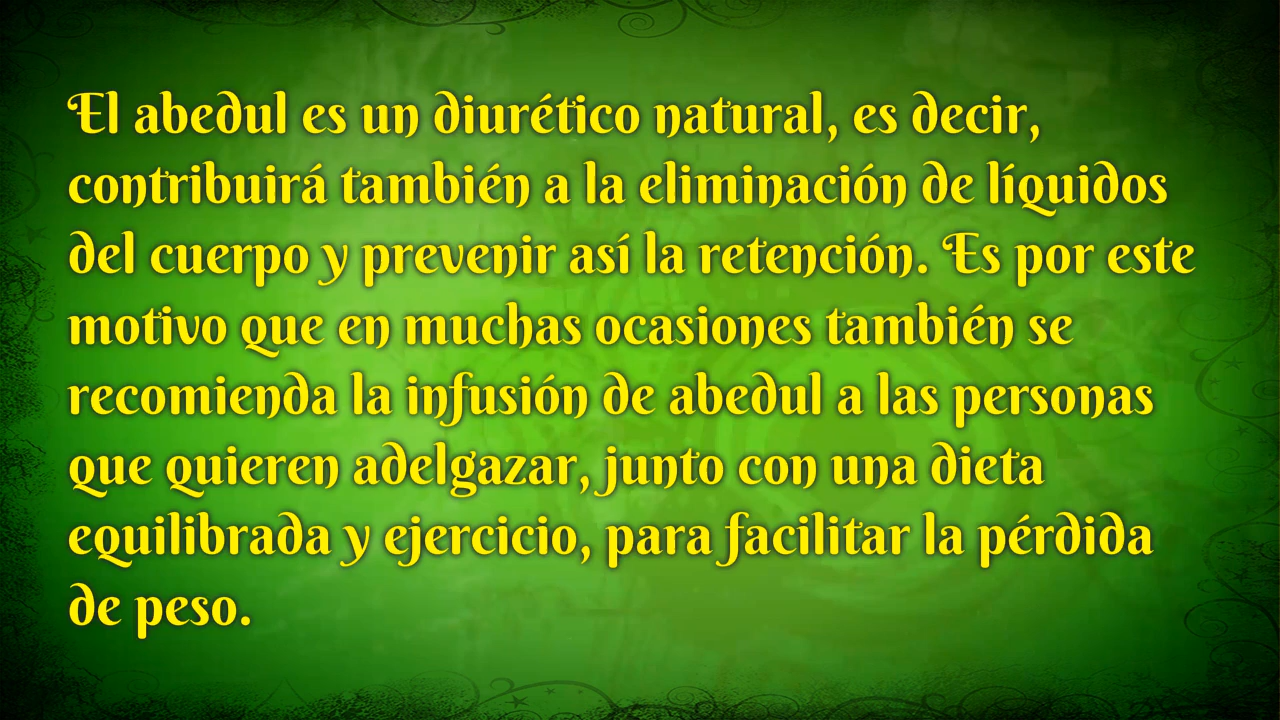 El abedul es un diurético natural, es decir,
contribuirá también a la eliminación de líquidos
del cuerpo y prevenir así la retención. Es por este
motivo que en muchas ocasiones también se
recomienda la infusión de abedul a las personas
que quieren adelgazar, junto con una dieta
equilibrada y ejercicio, para facilitar la pérdida
de peso.